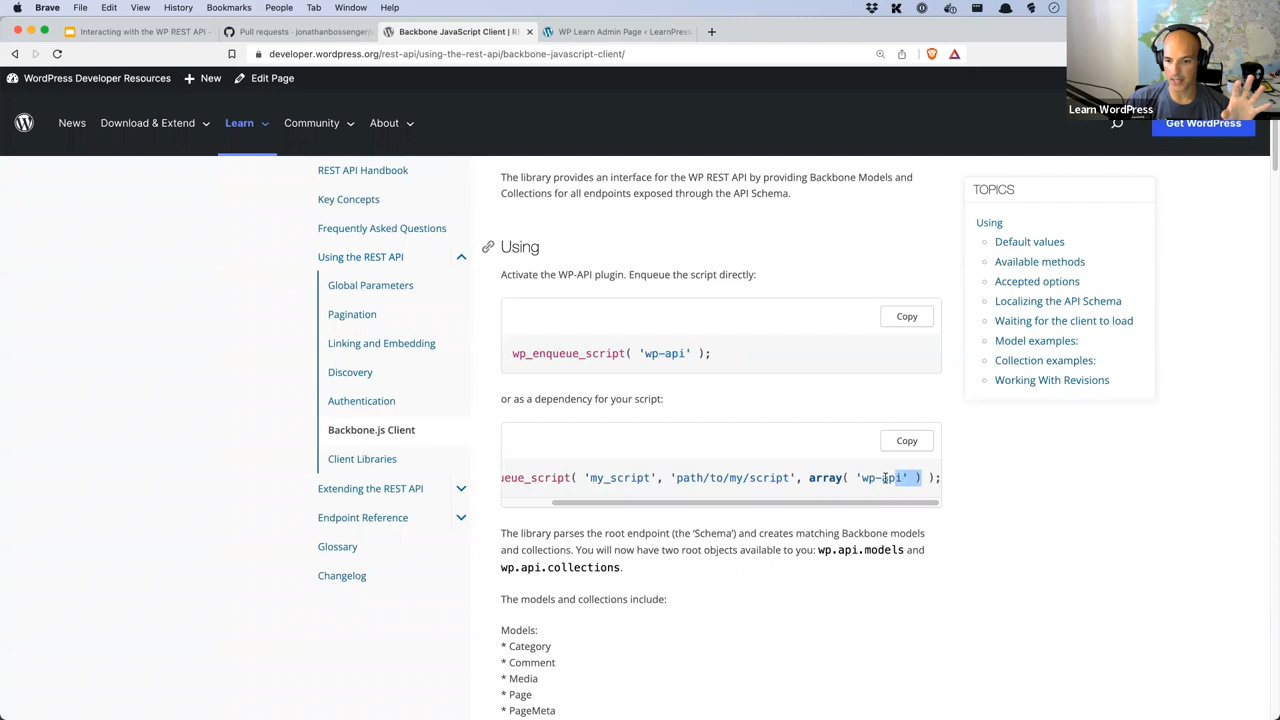 Brave File Edit View History Bookmarks People Tab Window Help
Interacting with the WP REST API -
Pull requests · jonathanbossenger/
Backbone JavaScript Client | RE
WP Learn Admin Page < LearnPress
developer.wordpress.org/rest-api/using-the-rest-api/backbone-javascript-client/
WordPress Developer Resources
New
Edit Page
Learn WordPress
News Download & Extend Learn Community About
Get WordPress
REST API Handbook
Key Concepts
Frequently Asked Questions
Using the REST API
Global Parameters
Pagination
Linking and Embedding
Discovery
Authentication
Backbone.js Client
Client Libraries
Extending the REST API
Endpoint Reference
Glossary
Changelog
The library provides an interface for the WP REST API by providing Backbone Models and
Collections for all endpoints exposed through the API Schema.
Using
Activate the WP-API plugin. Enqueue the script directly:
Copy
wp_enqueue_script( 'wp-api' );
or as a dependency for your script:
Copy
ueue_script( 'my_script', 'path/to/my/script', array( 'wp-api' ) );
The library parses the root endpoint (the ‘Schema’) and creates matching Backbone models
and collections. You will now have two root objects available to you: wp.api.models and
wp.api.collections.
The models and collections include:
Models:
* Category
* Comment
* Media
* Page
* PageMeta
TOPICS
Using
Default values
Available methods
Accepted options
Localizing the API Schema
Waiting for the client to load
Model examples:
Collection examples:
Working With Revisions